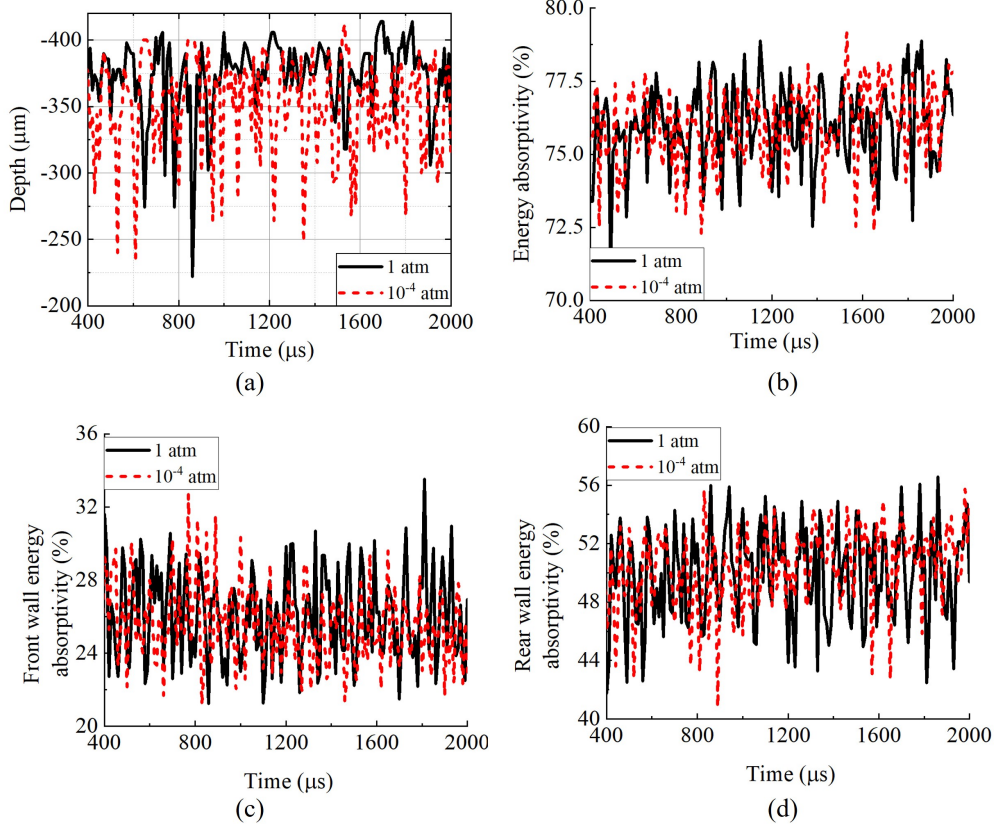 -400
-350
-300
-250
-200
Depth (μm)
1 atm
10⁻⁴ atm
400 800 1200 1600 2000
Time (μs)
(a)
80.0
77.5
75.0
72.5
70.0
Energy absorptivity (%)
1 atm
10⁻⁴ atm
400 800 1200 1600 2000
Time (μs)
(b)
36
32
28
24
20
Front wall energy
absorptivity (%)
1 atm
10⁻⁴ atm
400 800 1200 1600 2000
Time (μs)
(c)
60
56
52
48
44
40
Rear wall energy
absorptivity (%)
1 atm
10⁻⁴ atm
400 800 1200 1600 2000
Time (μs)
(d)